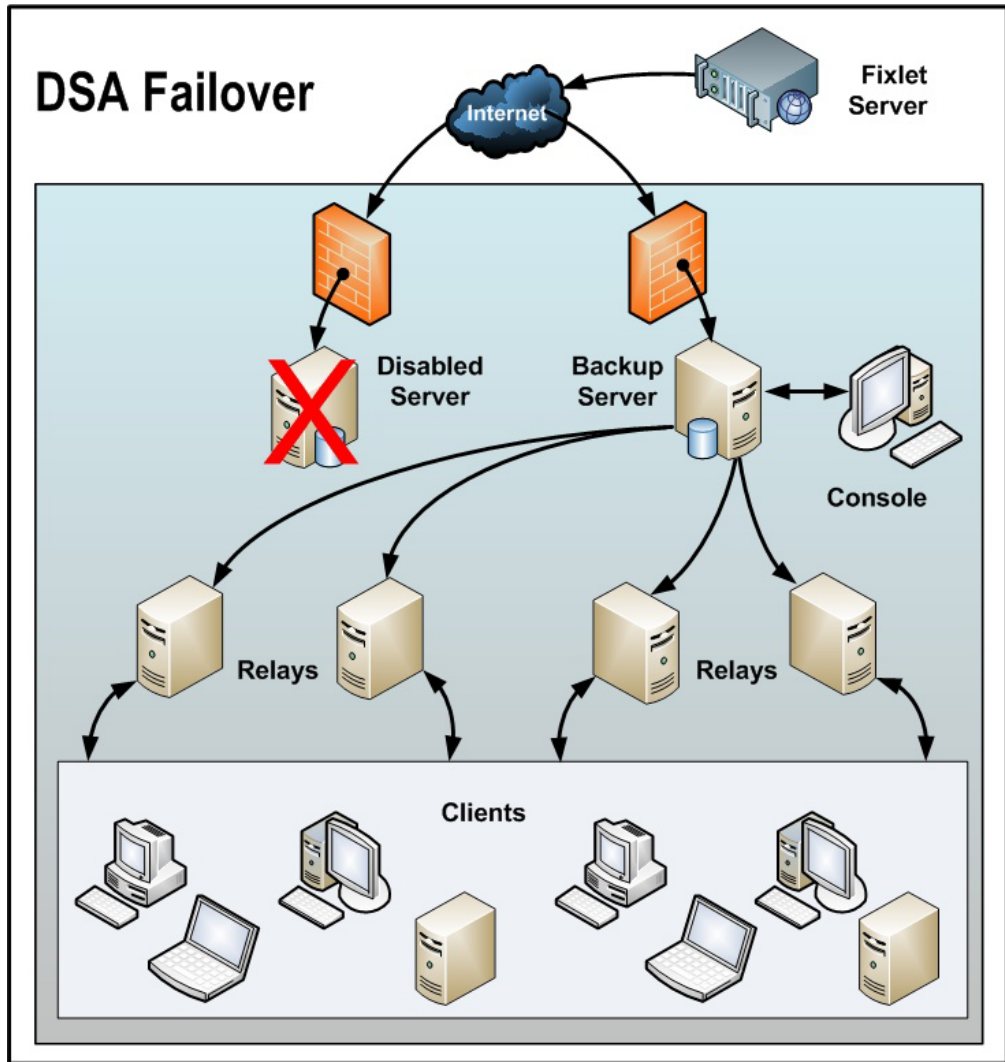 DSA Failover
Internet
Fixlet
Server
Disabled
Server
Backup
Server
Console
Relays
Relays
Clients